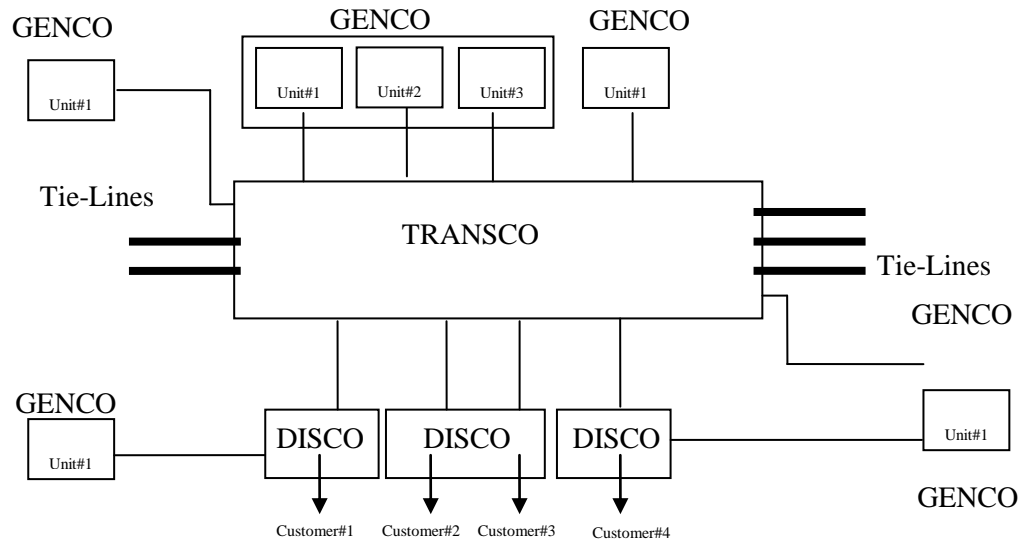 GENCO
GENCO
GENCO
Unit#1
Unit#1
Unit#2
Unit#3
Unit#1
Tie-Lines
TRANSCO
Tie-Lines
GENCO
GENCO
Unit#1
DISCO
DISCO
DISCO
Unit#1
GENCO
Customer#1
Customer#2
Customer#3
Customer#4